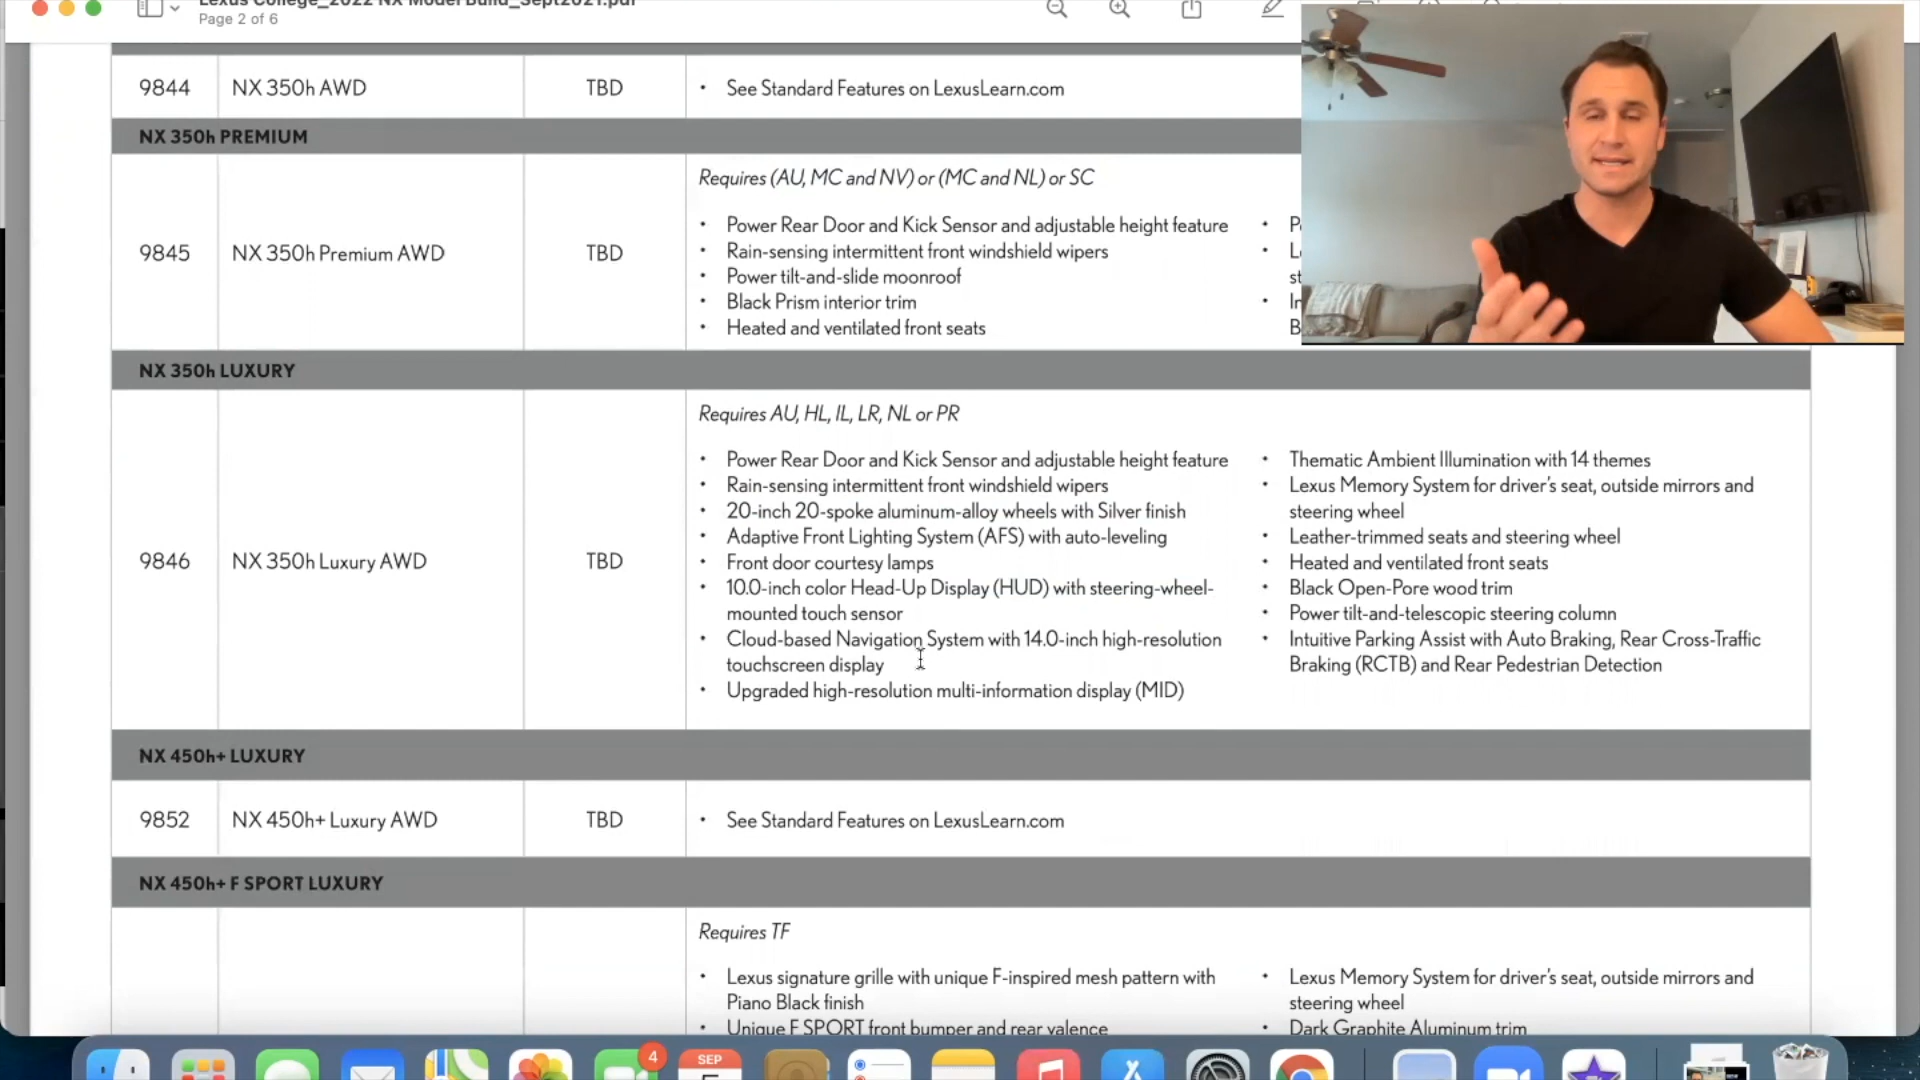 Lexus College_2022 NX Model Build_Sept2021.pdf
Page 2 of 6
9844 NX 350h AWD TBD • See Standard Features on LexusLearn.com
NX 350h PREMIUM
Requires (AU, MC and NV) or (MC and NL) or SC
9845 NX 350h Premium AWD TBD
• Power Rear Door and Kick Sensor and adjustable height feature
• Rain-sensing intermittent front windshield wipers
• Power tilt-and-slide moonroof
• Black Prism interior trim
• Heated and ventilated front seats
NX 350h LUXURY
Requires AU, HL, IL, LR, NL or PR
9846 NX 350h Luxury AWD TBD
• Power Rear Door and Kick Sensor and adjustable height feature
• Rain-sensing intermittent front windshield wipers
• 20-inch 20-spoke aluminum-alloy wheels with Silver finish
• Adaptive Front Lighting System (AFS) with auto-leveling
• Front door courtesy lamps
• 10.0-inch color Head-Up Display (HUD) with steering-wheel-
mounted touch sensor
• Cloud-based Navigation System with 14.0-inch high-resolution
touchscreen display
• Upgraded high-resolution multi-information display (MID)
• Thematic Ambient Illumination with 14 themes
• Lexus Memory System for driver's seat, outside mirrors and
steering wheel
• Leather-trimmed seats and steering wheel
• Heated and ventilated front seats
• Black Open-Pore wood trim
• Power tilt-and-telescopic steering column
• Intuitive Parking Assist with Auto Braking, Rear Cross-Traffic
Braking (RCTB) and Rear Pedestrian Detection
NX 450h+ LUXURY
9852 NX 450h+ Luxury AWD TBD • See Standard Features on LexusLearn.com
NX 450h+ F SPORT LUXURY
Requires TF
• Lexus signature grille with unique F-inspired mesh pattern with
Piano Black finish
• Unique F SPORT front bumper and rear valence
• Lexus Memory System for driver's seat, outside mirrors and
steering wheel
• Dark Graphite Aluminum trim
4
SEP